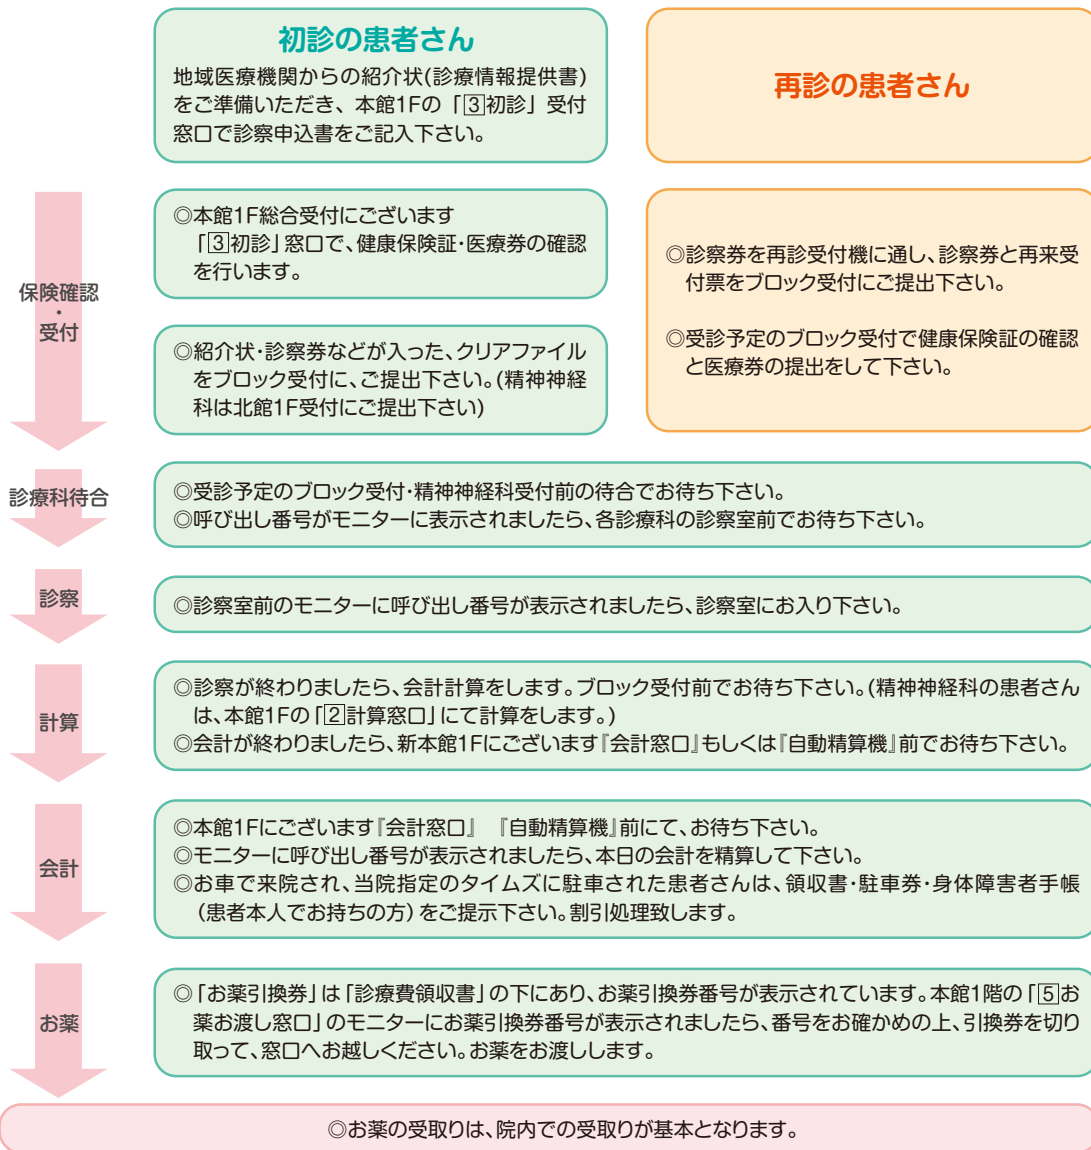 初診の患者さん
地域医療機関からの紹介状(診療情報提供書)
をご準備いただき、本館1Fの「3初診」受付
窓口で診察申込書をご記入下さい。
再診の患者さん
保険確認
・
受付
◎本館1F総合受付にございます
「3初診」窓口で、健康保険証・医療券の確認
を行います。
◎紹介状・診察券などが入った、クリアファイル
をブロック受付に、ご提出下さい。(精神神経
科は北館1F受付にご提出下さい)
◎診察券を再診受付機に通し、診察券と再来受
付票をブロック受付にご提出下さい。
◎受診予定のブロック受付で健康保険証の確認
と医療券の提出をして下さい。
診療科待合
◎受診予定のブロック受付・精神神経科受付前の待合でお待ち下さい。
◎呼び出し番号がモニターに表示されましたら、各診療科の診察室前でお待ち下さい。
診察
◎診察室前のモニターに呼び出し番号が表示されましたら、診察室にお入り下さい。
計算
◎診察が終わりましたら、会計計算をします。ブロック受付前でお待ち下さい。(精神神経科の患者さん
は、本館1Fの「2計算窓口」にて計算をします。)
◎会計が終わりましたら、新本館1Fにございます『会計窓口』もしくは『自動精算機』前でお待ち下さい。
会計
◎本館1Fにございます『会計窓口』 『自動精算機』前にて、お待ち下さい。
◎モニターに呼び出し番号が表示されましたら、本日の会計を精算して下さい。
◎お車で来院され、当院指定のタイムズに駐車された患者さんは、領収書・駐車券・身体障害者手帳
(患者本人でお持ちの方)をご提示下さい。割引処理致します。
お薬
◎「お薬引換券」は「診療費領収書」の下にあり、お薬引換券番号が表示されています。本館1階の「5お
薬お渡し窓口」のモニターにお薬引換券番号が表示されましたら、番号をお確かめの上、引換券を切り
取って、窓口へお越しください。お薬をお渡しします。
◎お薬の受取りは、院内での受取りが基本となります。